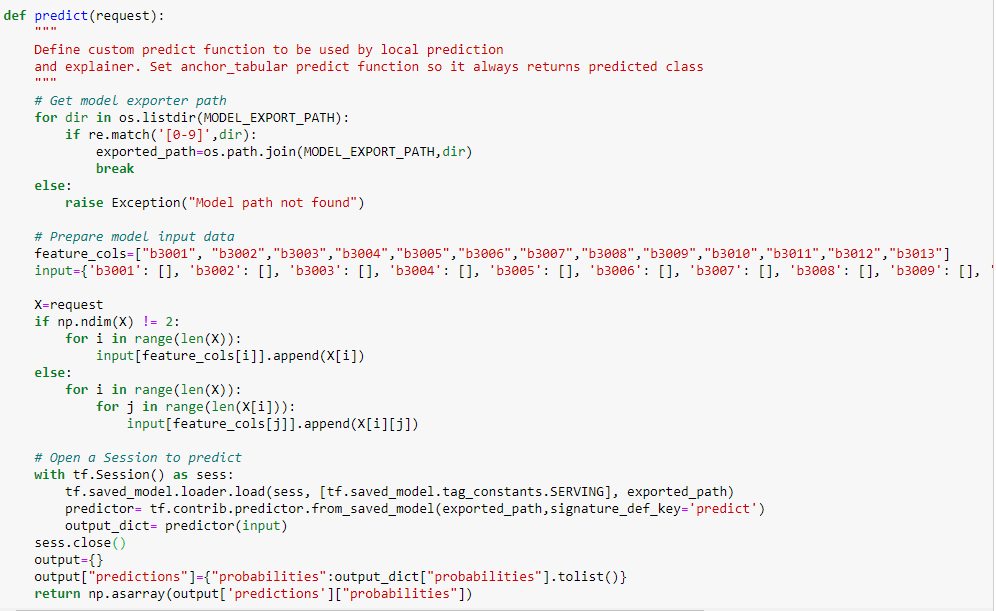 def predict(request):
    """
    Define custom predict function to be used by local prediction
    and explainer. Set anchor_tabular predict function so it always returns predicted class
    """
    # Get model exporter path
    for dir in os.listdir(MODEL_EXPORT_PATH):
        if re.match('[0-9]',dir):
            exported_path=os.path.join(MODEL_EXPORT_PATH,dir)
            break
    else:
        raise Exception("Model path not found")

    # Prepare model input data
    feature_cols=["b3001", "b3002","b3003","b3004","b3005","b3006","b3007","b3008","b3009","b3010","b3011","b3012","b3013"]
    input={'b3001': [], 'b3002': [], 'b3003': [], 'b3004': [], 'b3005': [], 'b3006': [], 'b3007': [], 'b3008': [], 'b3009': [], '

    X=request
    if np.ndim(X) != 2:
        for i in range(len(X)):
            input[feature_cols[i]].append(X[i])
    else:
        for i in range(len(X)):
            for j in range(len(X[i])):
                input[feature_cols[j]].append(X[i][j])

    # Open a Session to predict
    with tf.Session() as sess:
        tf.saved_model.loader.load(sess, [tf.saved_model.tag_constants.SERVING], exported_path)
        predictor= tf.contrib.predictor.from_saved_model(exported_path,signature_def_key='predict')
        output_dict= predictor(input)
    sess.close()
    output={}
    output["predictions"]={"probabilities":output_dict["probabilities"].tolist()}
    return np.asarray(output['predictions']["probabilities"])